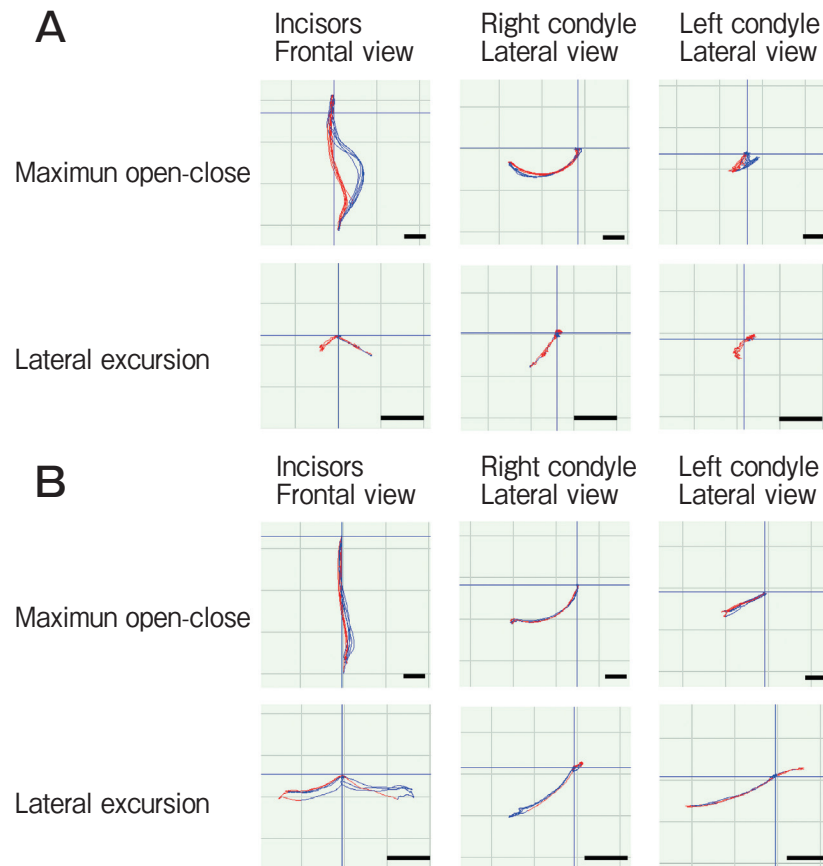 A
Incisors
Frontal view
Right condyle
Lateral view
Left condyle
Lateral view
Maximun open-close
Lateral excursion
B
Incisors
Frontal view
Right condyle
Lateral view
Left condyle
Lateral view
Maximun open-close
Lateral excursion